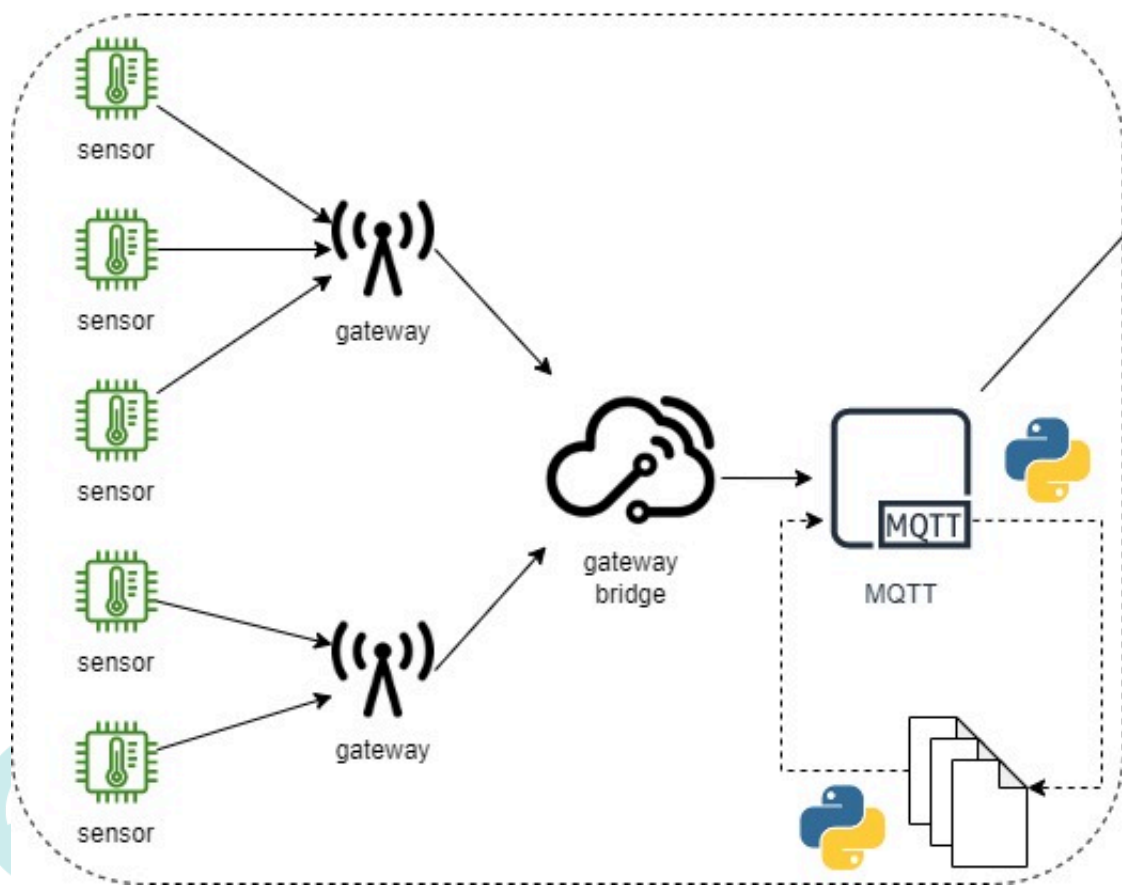 sensor
sensor
gateway
sensor
gateway
bridge
MQTT
MQTT
sensor
gateway
sensor